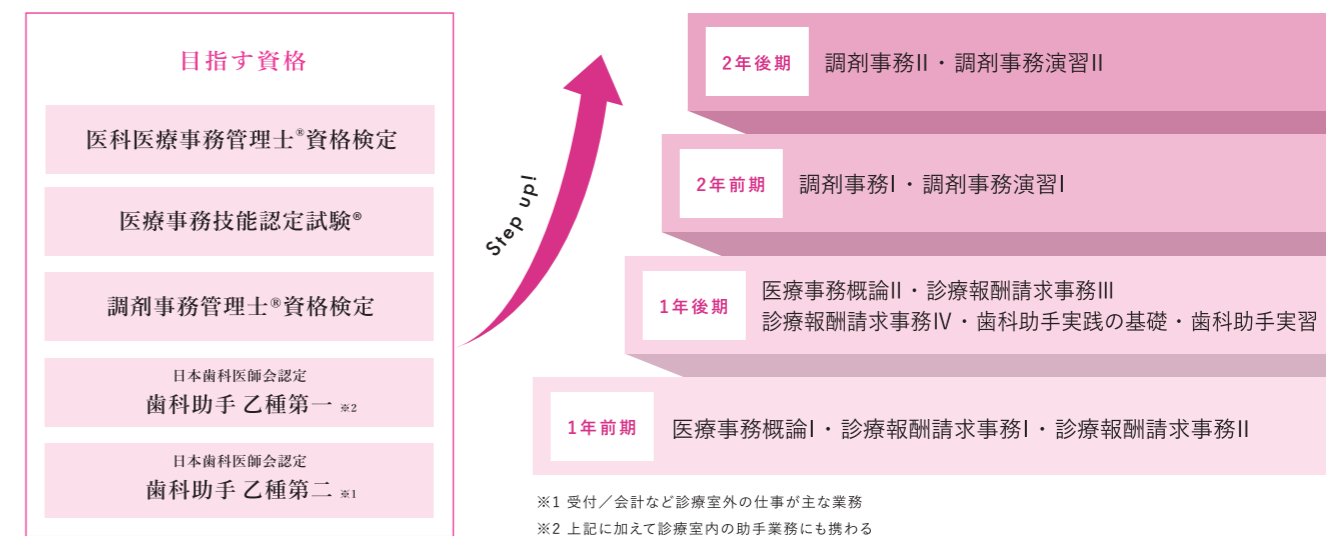 目指す資格
医科医療事務管理士®資格検定
医療事務技能認定試験®
調剤事務管理士®資格検定
日本歯科医師会認定
歯科助手 乙種第一 ※2
日本歯科医師会認定
歯科助手 乙種第二 ※1
Step up!
2年後期 調剤事務II・調剤事務演習II
2年前期 調剤事務I・調剤事務演習I
1年後期 医療事務概論II・診療報酬請求事務III
診療報酬請求事務IV・歯科助手実践の基礎・歯科助手実習
1年前期 医療事務概論I・診療報酬請求事務I・診療報酬請求事務II
※1 受付／会計など診療室外の仕事が主な業務
※2 上記に加えて診療室内の助手業務にも携わる